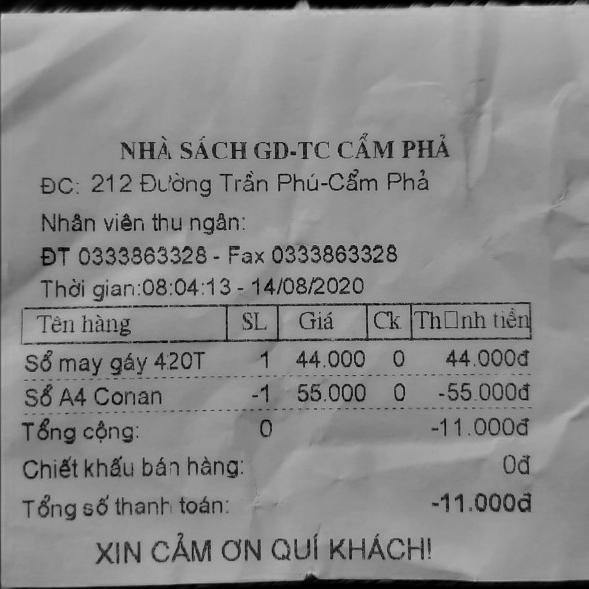 NHÀ SÁCH GD-TC CẨM PHẢ
ĐC: 212 Đường Trần Phú-Cẩm Phả
Nhân viên thu ngân:
ĐT 0333863328 - Fax 0333863328
Thời gian:08:04:13 - 14/08/2020
Tên hàng SL Giá Ck Th□nh tiền
Sổ may gáy 420T 1 44.000 0 44.000đ
Sổ A4 Conan -1 55.000 0 -55.000đ
Tổng cộng: 0 -11.000đ
Chiết khấu bán hàng: 0đ
Tổng số thanh toán: -11.000đ
XIN CẢM ƠN QUÍ KHÁCH!